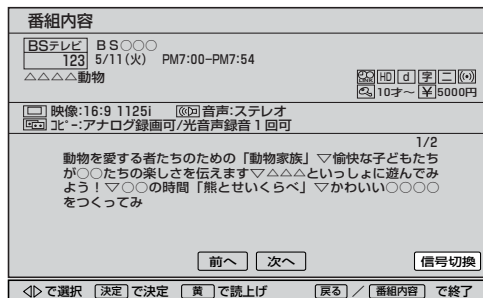 番組内容
BSテレビ BS○○○
123 5/11(火) PM7:00-PM7:54
△△△△動物
HD d 字 二
10才～ ¥5000円
映像:16:9 1125i 音声:ステレオ
コピー:アナログ録画可/光音声録音1回可
1/2
動物を愛する者たちのための「動物家族」▽愉快な子どもたち
が○○たちの楽しさを伝えます▽△△△といっしょに遊んでみ
よう！▽○○の時間「熊とせいくらべ」▽かわいい○○○○
をつくってみ
前へ 次へ 信号切換
◁▷で選択 決定 で決定 黄 で読上げ 戻る ／ 番組内容 で終了